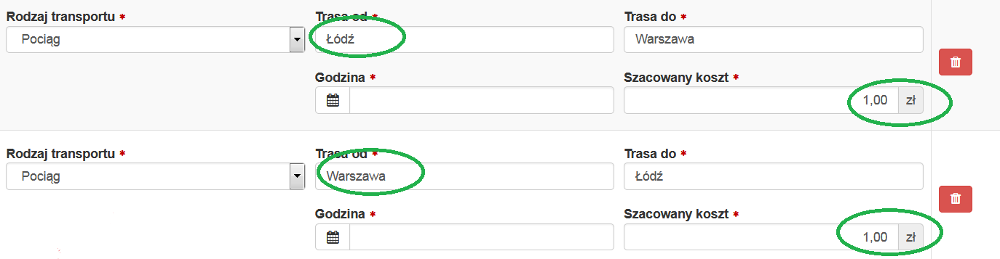 Rodzaj transportu * Trasa od * Trasa do *
Pociąg Łódź Warszawa
Godzina * Szacowany koszt *
1,00 zł
Rodzaj transportu * Trasa od * Trasa do *
Pociąg Warszawa Łódź
Godzina * Szacowany koszt *
1,00 zł